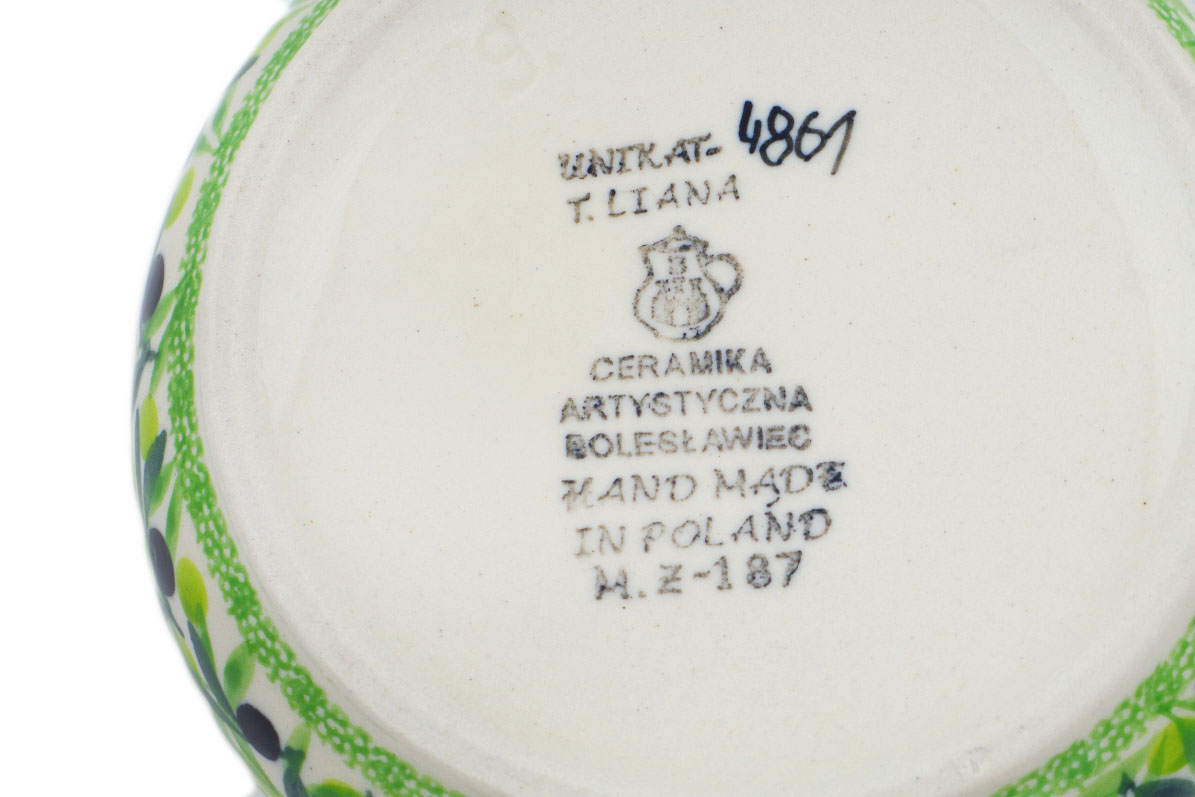 UNIKAT- 4861
T. LIANA
CERAMIKA
ARTYSTYCZNA
BOLESŁAWIEC
HAND MADE
IN POLAND
M.Z-187